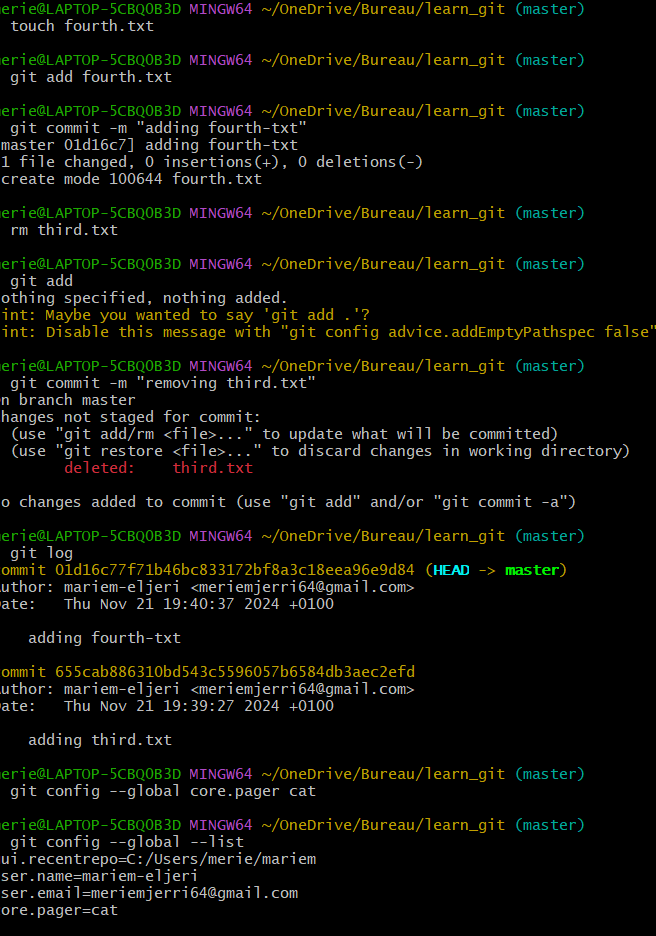 erie@LAPTOP-5CBQ0B3D MINGW64 ~/OneDrive/Bureau/learn_git (master)
touch fourth.txt
erie@LAPTOP-5CBQ0B3D MINGW64 ~/OneDrive/Bureau/learn_git (master)
git add fourth.txt
erie@LAPTOP-5CBQ0B3D MINGW64 ~/OneDrive/Bureau/learn_git (master)
git commit -m "adding fourth-txt"
master 01d16c7] adding fourth-txt
1 file changed, 0 insertions(+), 0 deletions(-)
create mode 100644 fourth.txt
erie@LAPTOP-5CBQ0B3D MINGW64 ~/OneDrive/Bureau/learn_git (master)
rm third.txt
erie@LAPTOP-5CBQ0B3D MINGW64 ~/OneDrive/Bureau/learn_git (master)
git add
othing specified, nothing added.
int: Maybe you wanted to say 'git add .'?
int: Disable this message with "git config advice.addEmptyPathspec false"
erie@LAPTOP-5CBQ0B3D MINGW64 ~/OneDrive/Bureau/learn_git (master)
git commit -m "removing third.txt"
n branch master
hanges not staged for commit:
(use "git add/rm <file>..." to update what will be committed)
(use "git restore <file>..." to discard changes in working directory)
deleted:    third.txt
o changes added to commit (use "git add" and/or "git commit -a")
erie@LAPTOP-5CBQ0B3D MINGW64 ~/OneDrive/Bureau/learn_git (master)
git log
ommit 01d16c77f71b46bc833172bf8a3c18eea96e9d84 (HEAD -> master)
uthor: mariem-eljeri <meriemjerri64@gmail.com>
ate:   Thu Nov 21 19:40:37 2024 +0100
adding fourth-txt
ommit 655cab886310bd543c5596057b6584db3aec2efd
uthor: mariem-eljeri <meriemjerri64@gmail.com>
ate:   Thu Nov 21 19:39:27 2024 +0100
adding third.txt
erie@LAPTOP-5CBQ0B3D MINGW64 ~/OneDrive/Bureau/learn_git (master)
git config --global core.pager cat
erie@LAPTOP-5CBQ0B3D MINGW64 ~/OneDrive/Bureau/learn_git (master)
git config --global --list
ui.recentrepo=C:/Users/merie/mariem
ser.name=mariem-eljeri
ser.email=meriemjerri64@gmail.com
ore.pager=cat